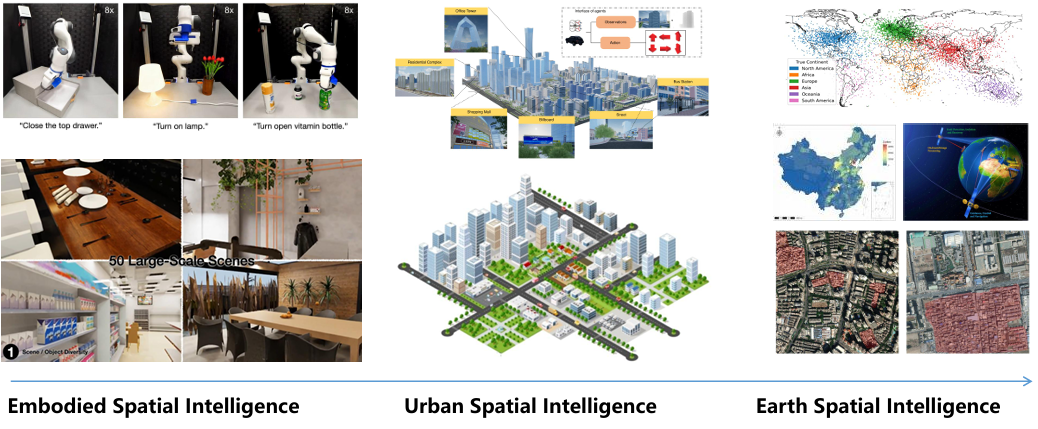 8x
8x
8x
"Close the top drawer."
"Turn on lamp."
"Turn open vitamin bottle."
50 Large-Scale Scenes
1
Scene / Object Diversity
Office Tower
Interface of agents
Observations
Action
Residential Complex
Bus Station
Shopping Mall
Billboard
Street
True Continent
North America
Africa
Europe
Asia
Oceania
South America
Embodied Spatial Intelligence
Urban Spatial Intelligence
Earth Spatial Intelligence